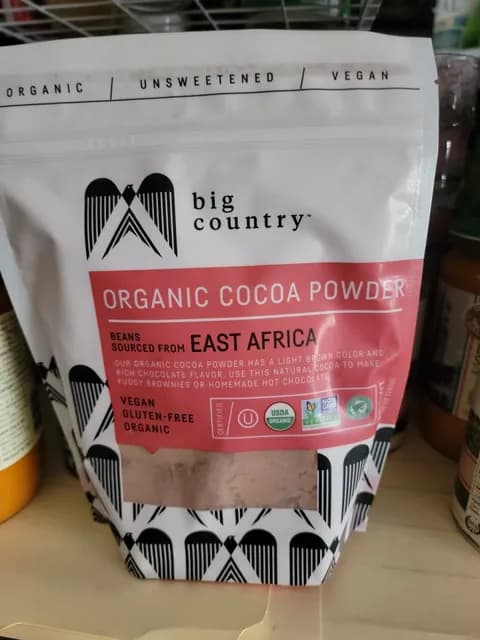 ORGANIC / UNSWEETENED / VEGAN
big
country™
ORGANIC COCOA POWDER
BEANS
SOURCED FROM EAST AFRICA
OUR ORGANIC COCOA POWDER HAS A LIGHT BROWN COLOR AND
RICH CHOCOLATE FLAVOR. USE THIS NATURAL COCOA TO MAKE
FUDGY BROWNIES OR HOMEMADE HOT CHOCOLATE.
VEGAN
GLUTEN-FREE
ORGANIC
CERTIFIED
U
USDA
ORGANIC